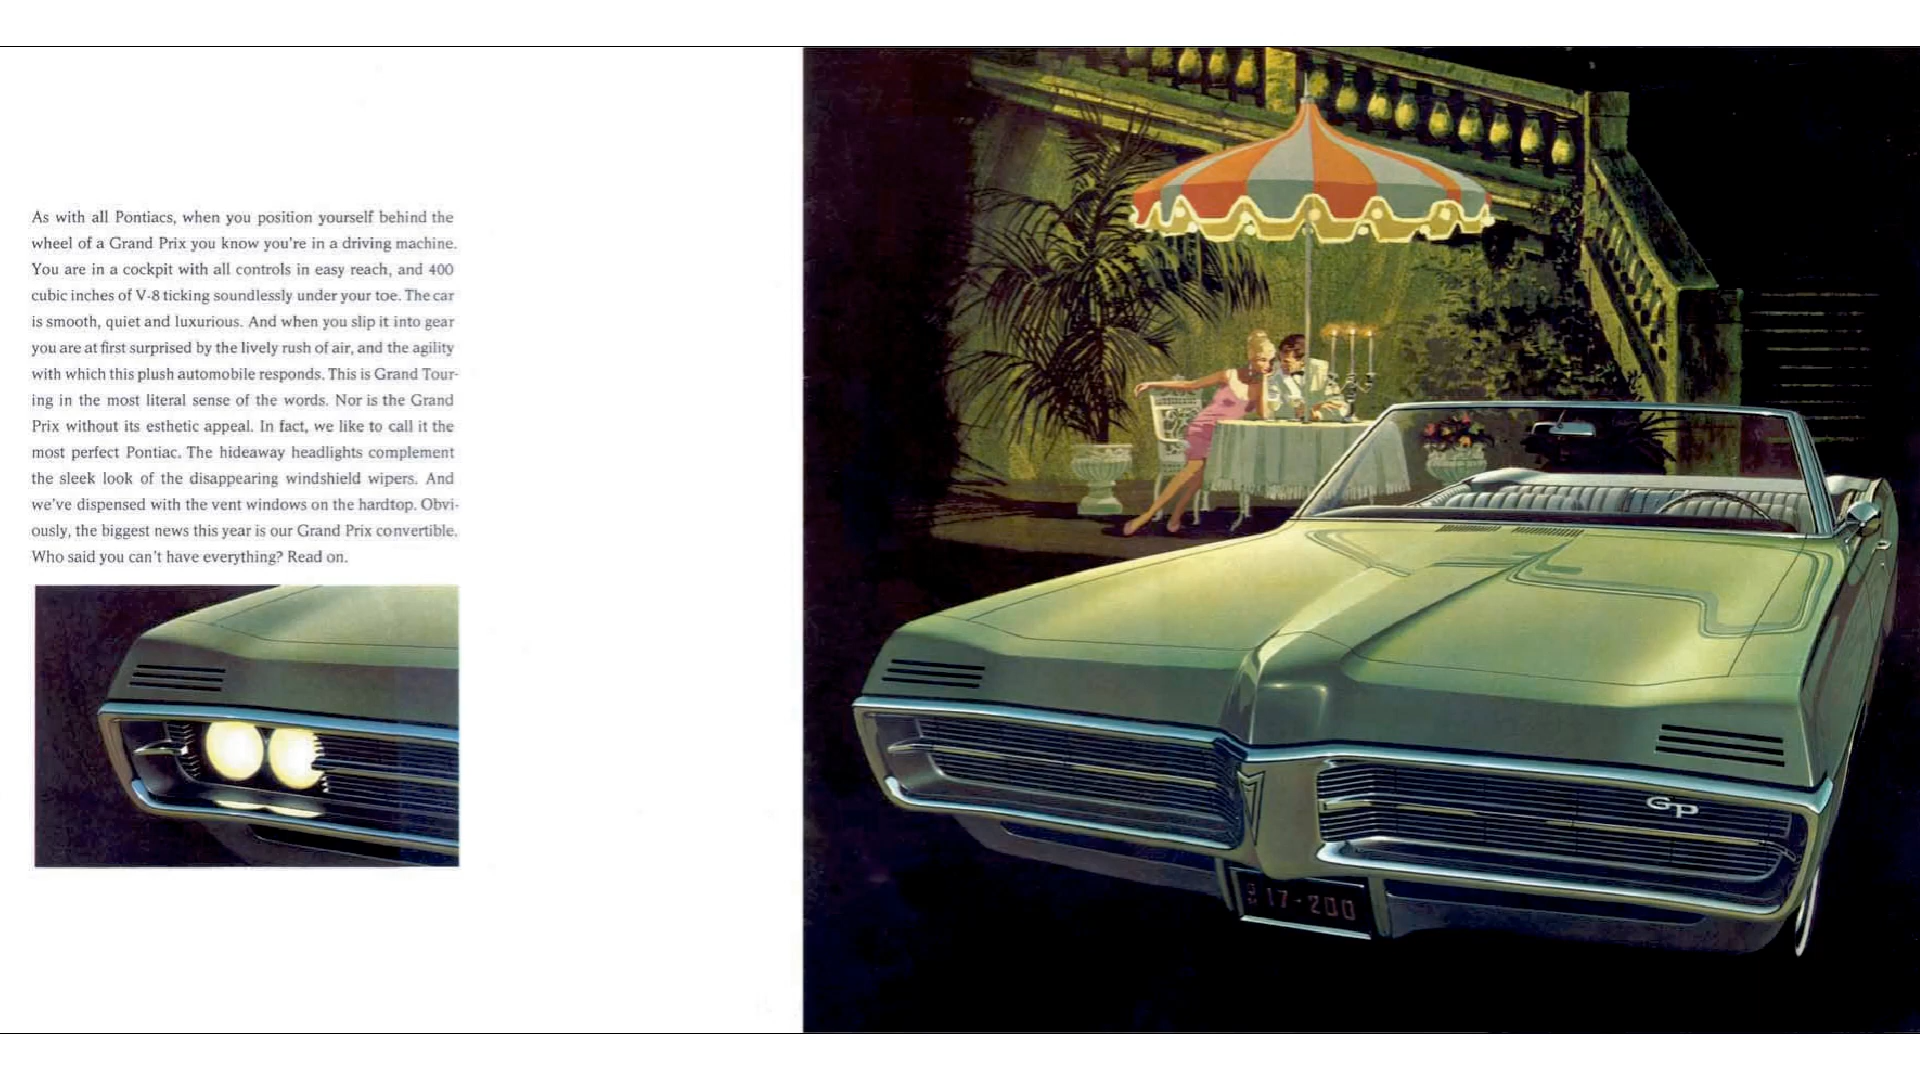 As with all Pontiacs, when you position yourself behind the
wheel of a Grand Prix you know you're in a driving machine.
You are in a cockpit with all controls in easy reach, and 400
cubic inches of V-8 ticking soundlessly under your toe. The car
is smooth, quiet and luxurious. And when you slip it into gear
you are at first surprised by the lively rush of air, and the agility
with which this plush automobile responds. This is Grand Tour-
ing in the most literal sense of the words. Nor is the Grand
Prix without its esthetic appeal. In fact, we like to call it the
most perfect Pontiac. The hideaway headlights complement
the sleek look of the disappearing windshield wipers. And
we've dispensed with the vent windows on the hardtop. Obvi-
ously, the biggest news this year is our Grand Prix convertible.
Who said you can't have everything? Read on.
GP
17-200